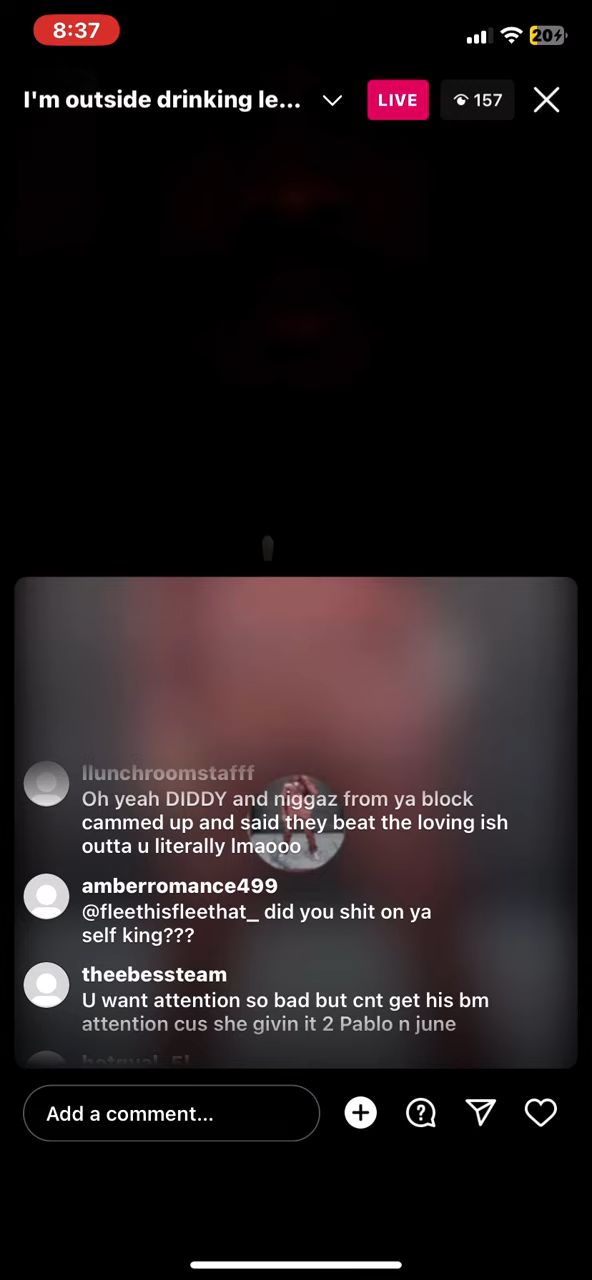 8:37
20
I'm outside drinking le...
LIVE
157
llunchroomstafff
Oh yeah DIDDY and niggaz from ya block
cammed up and said they beat the loving ish
outta u literally lmaooo
amberromance499
@fleethisfleethat_ did you shit on ya
self king???
theebessteam
U want attention so bad but cnt get his bm
attention cus she givin it 2 Pablo n june
Add a comment...